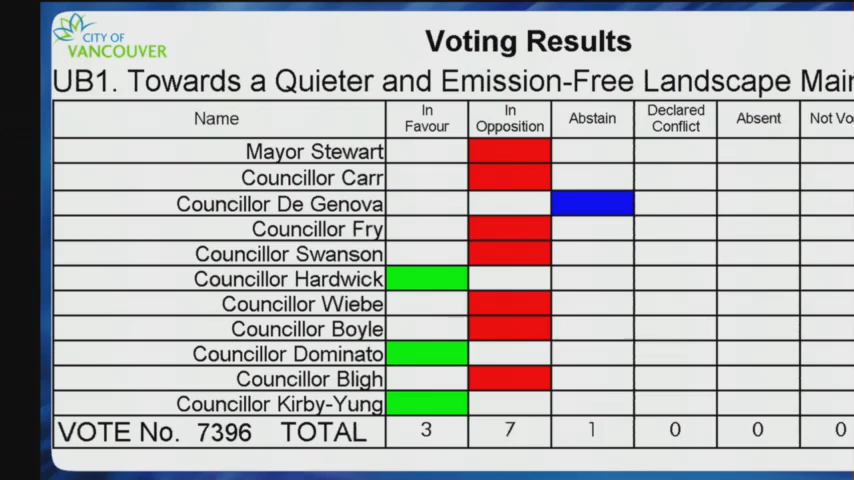 CITY OF
VANCOUVER
Voting Results
UB1. Towards a Quieter and Emission-Free Landscape Main
Name In Favour In Opposition Abstain Declared Conflict Absent Not Vo
Mayor Stewart
Councillor Carr
Councillor De Genova
Councillor Fry
Councillor Swanson
Councillor Hardwick
Councillor Wiebe
Councillor Boyle
Councillor Dominato
Councillor Bligh
Councillor Kirby-Yung
VOTE No. 7396 TOTAL 3 7 1 0 0 0